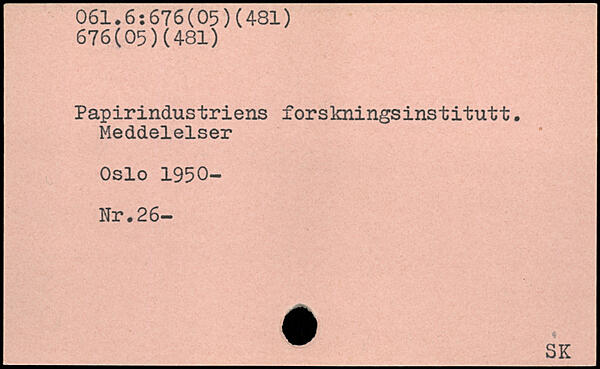 061.6:676(05)(481)
676(05)(481)
Papirindustriens forskningsinstitutt.
Meddelelser
Oslo 1950-
Nr.26-
SK